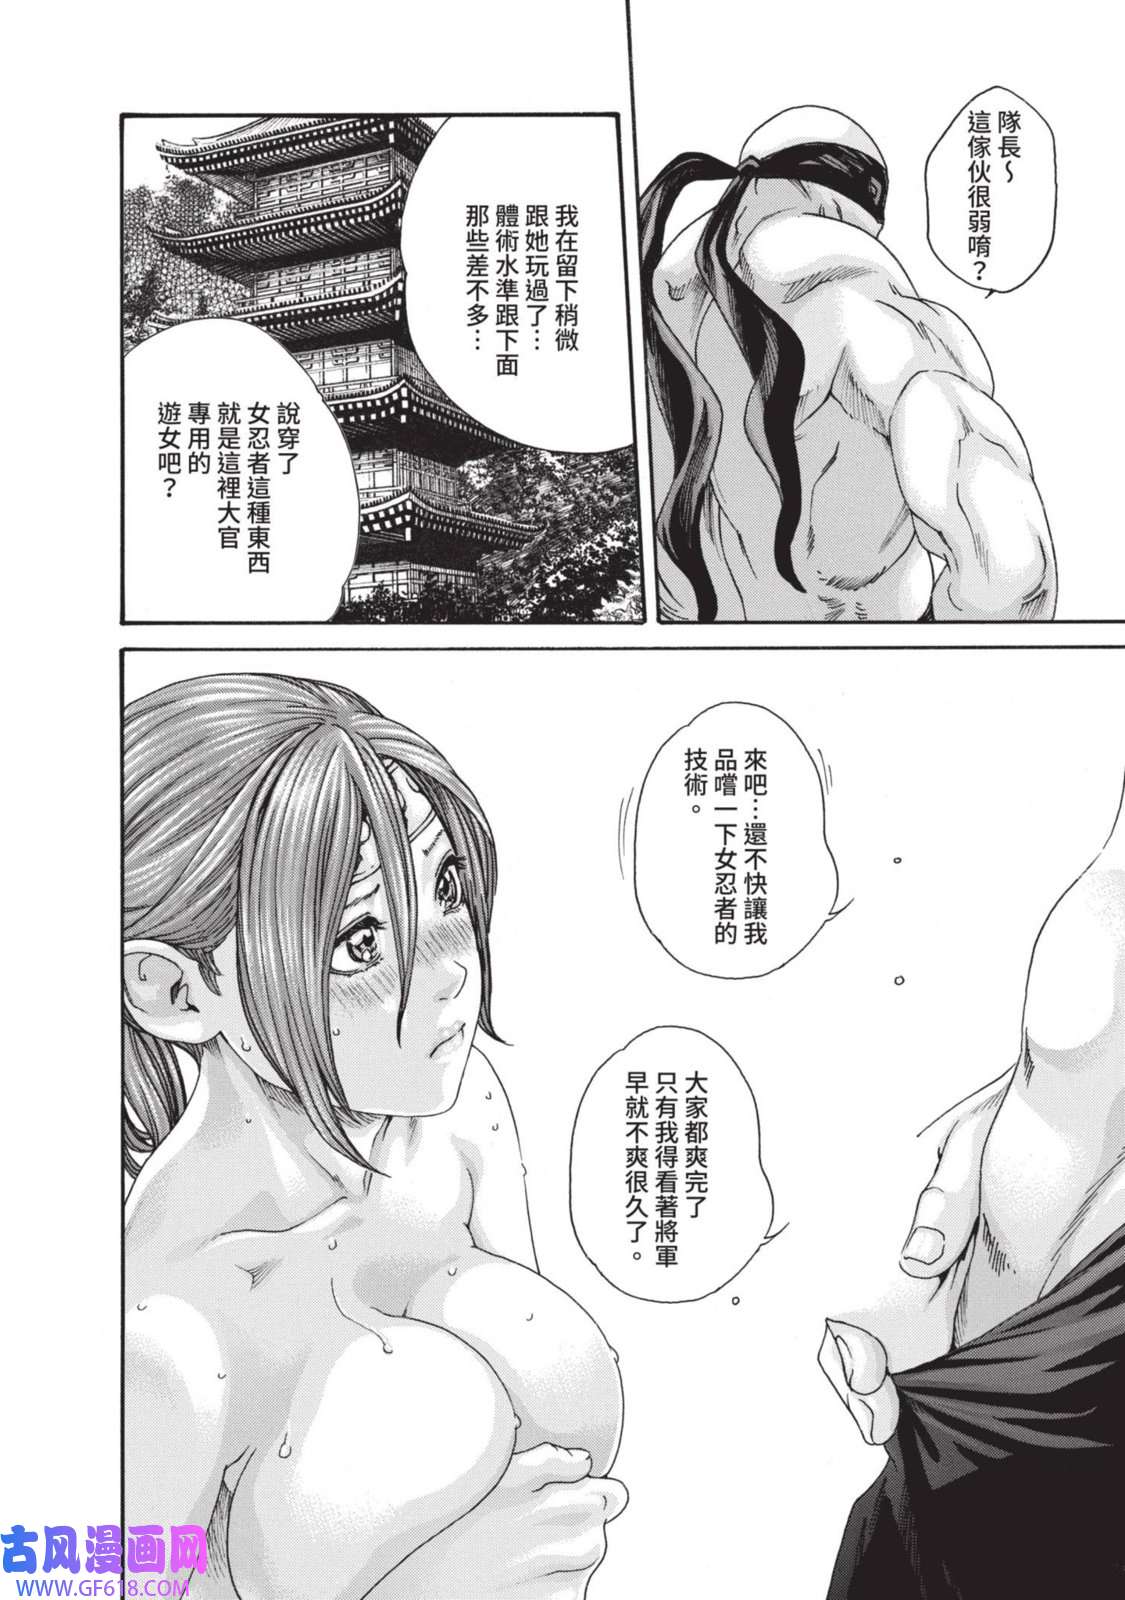 隊長～
這傢伙很弱唷？
我在留下稍微
跟她玩過了…
體術水準跟下面
那些差不多…
說穿了
女忍者這種東西
就是這裡大官
專用的
遊女吧？
來吧…還不快讓我
品嚐一下女忍者的
技術。
大家都爽完了
只有我得看著將軍
早就不爽很久了。
古风漫画网
WWW.GF618.COM